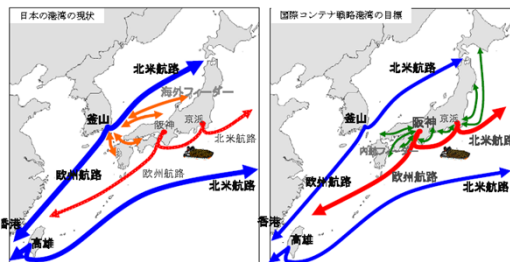 日本の港湾の現状
北米航路
海外フィーダー
釜山
阪神
京浜
北米航路
欧州航路
欧州航路
北米航路
香港
高雄
国際コンテナ戦略港湾の目標
北米航路
釜山
阪神
京浜
北米航路
内航フィーダー
欧州航路
欧州航路
北米航路
香港
高雄